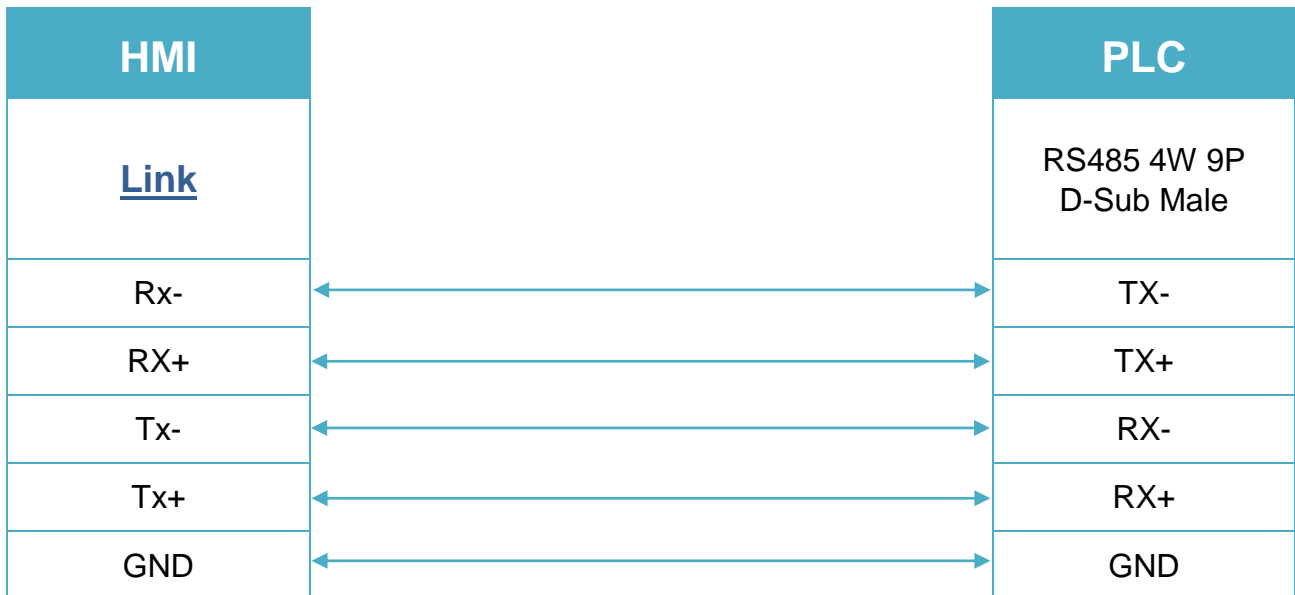 HMI PLC
Link
RS485 4W 9P
D-Sub Male
Rx- TX-
RX+ TX+
Tx- RX-
Tx+ RX+
GND GND